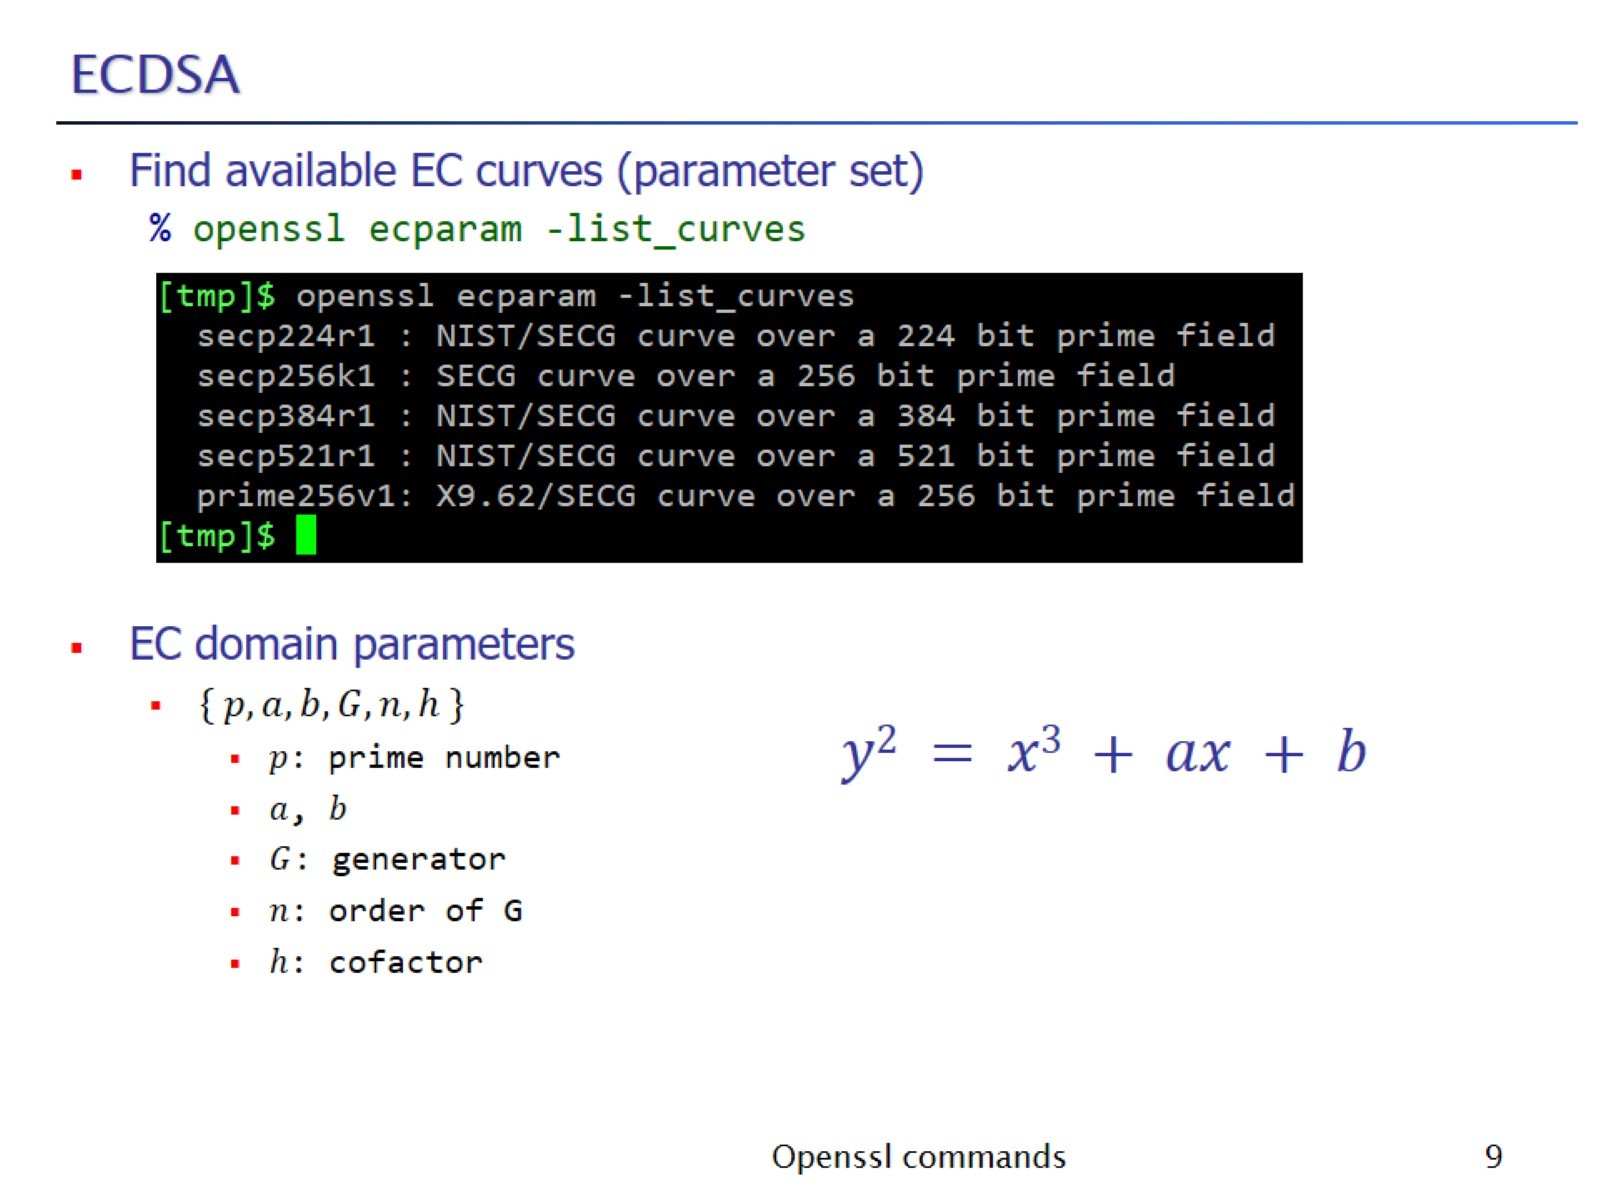 ECDSA
Find available EC curves (parameter set)
% openssl ecparam -list_curves
[tmp]$ openssl ecparam -list_curves
secp224r1 : NIST/SECG curve over a 224 bit prime field
secp256k1 : SECG curve over a 256 bit prime field
secp384r1 : NIST/SECG curve over a 384 bit prime field
secp521r1 : NIST/SECG curve over a 521 bit prime field
prime256v1: X9.62/SECG curve over a 256 bit prime field
[tmp]$
EC domain parameters
{ p, a, b, G, n, h }
p: prime number
a, b
G: generator
n: order of G
h: cofactor
y² = x³ + ax + b
Openssl commands
9